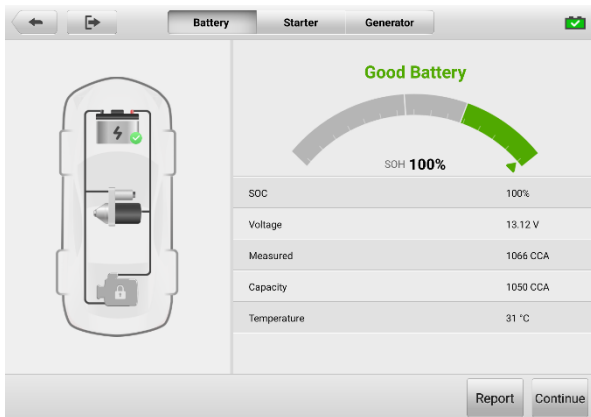 Battery Starter Generator
Good Battery
SOH 100%
SOC 100%
Voltage 13.12 V
Measured 1066 CCA
Capacity 1050 CCA
Temperature 31 °C
Report Continue